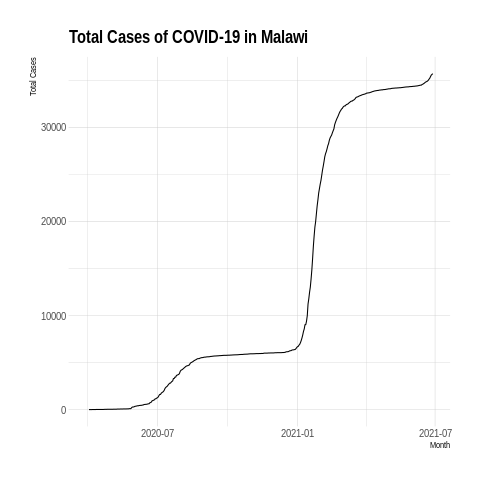 Total Cases of COVID-19 in Malawi
Total Cases
30000
20000
10000
0
2020-07
2021-01
2021-07
Month